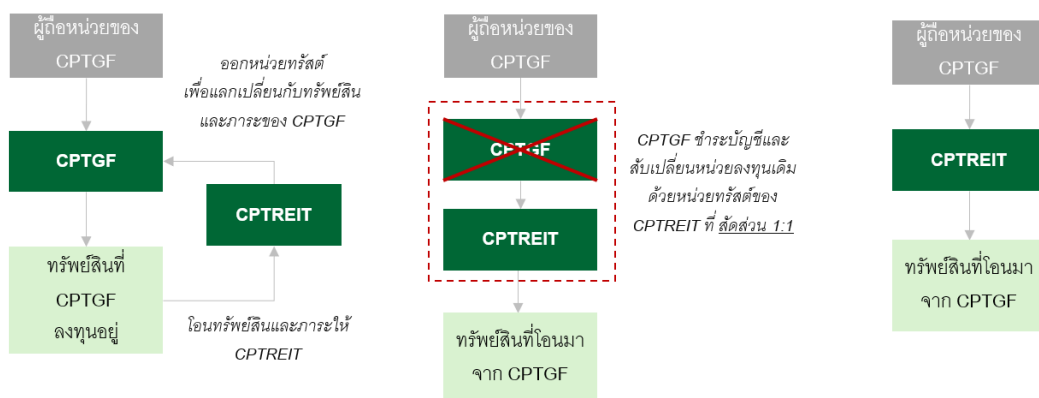 ผู้ถือหน่วยของ
CPTGF
ออกหน่วยทรัสต์
เพื่อแลกเปลี่ยนกับทรัพย์สิน
และภาระของ CPTGF
CPTGF
CPTREIT
ทรัพย์สินที่
CPTGF
ลงทุนอยู่
โอนทรัพย์สินและภาระให้
CPTREIT
ผู้ถือหน่วยของ
CPTGF
CPTGF
CPTREIT
CPTGF ชำระบัญชีและ
สับเปลี่ยนหน่วยลงทุนเดิม
ด้วยหน่วยทรัสต์ของ
CPTREIT ที่ สัดส่วน 1:1
ทรัพย์สินที่โอนมา
จาก CPTGF
ผู้ถือหน่วยของ
CPTGF
CPTREIT
ทรัพย์สินที่โอนมา
จาก CPTGF